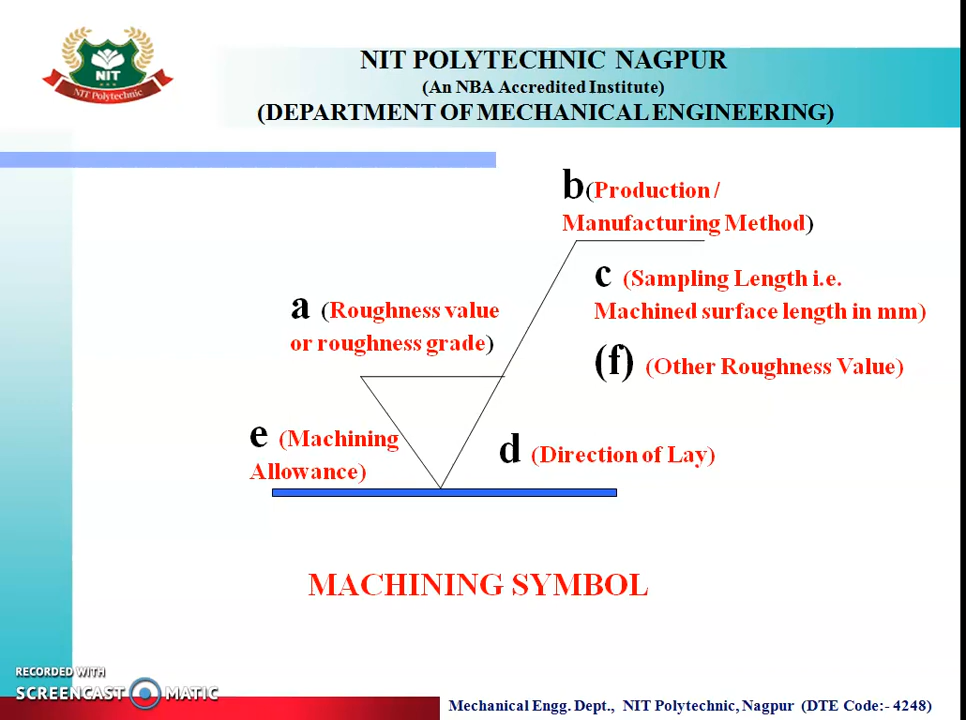 NIT POLYTECHNIC NAGPUR
(An NBA Accredited Institute)
(DEPARTMENT OF MECHANICAL ENGINEERING)
NIT
NIT Polytechnic
b(Production /
Manufacturing Method)
c (Sampling Length i.e.
Machined surface length in mm)
a (Roughness value
or roughness grade)
(f) (Other Roughness Value)
e (Machining
Allowance)
d (Direction of Lay)
MACHINING SYMBOL
RECORDED WITH
SCREENCAST MATIC
Mechanical Engg. Dept., NIT Polytechnic, Nagpur (DTE Code:- 4248)